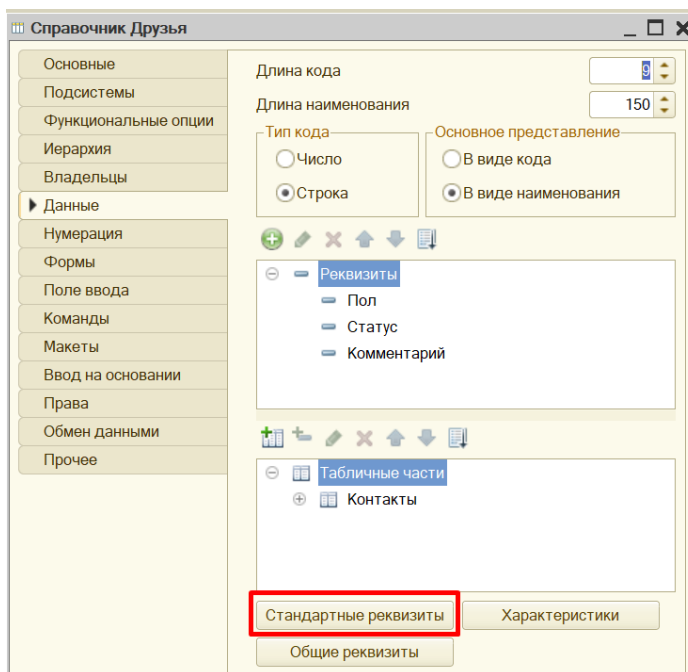 Справочник Друзья
Основные
Подсистемы
Функциональные опции
Иерархия
Владельцы
Данные
Нумерация
Формы
Поле ввода
Команды
Макеты
Ввод на основании
Права
Обмен данными
Прочее
Длина кода 9
Длина наименования 150
Тип кода
Число
Строка
Основное представление
В виде кода
В виде наименования
Реквизиты
Пол
Статус
Комментарий
Табличные части
Контакты
Стандартные реквизиты Характеристики
Общие реквизиты